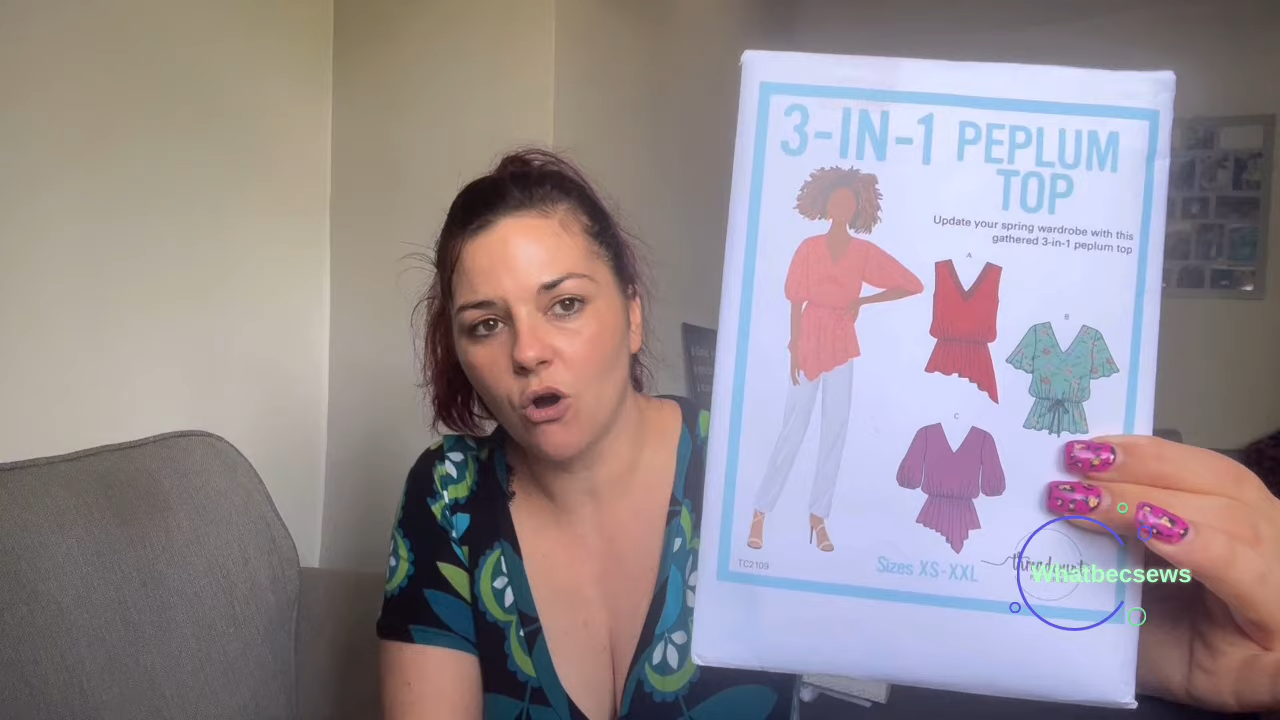 3-IN-1 PEPLUM
TOP
Update your spring wardrobe with this
gathered 3-in-1 peplum top
A
B
C
TC2109
Sizes XS-XXL
Whatbecsews